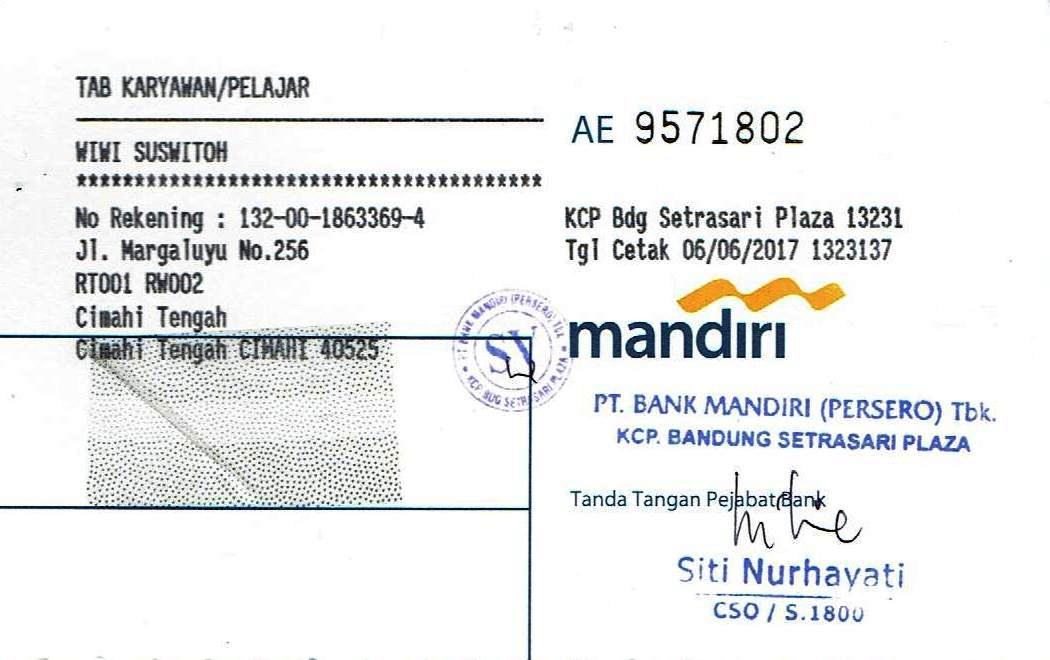 TAB KARYAWAN/PELAJAR
WIWI SUSWITOH
****************************************
No Rekening : 132-00-1863369-4
Jl. Margaluyu No.256
RT001 RW002
Cimahi Tengah
Cimahi Tengah CIMAHI 40525
AE 9571802
KCP Bdg Setrasari Plaza 13231
Tgl Cetak 06/06/2017 1323137
mandiri
PT. BANK MANDIRI (PERSERO) Tbk.
KCP. BANDUNG SETRASARI PLAZA
Tanda Tangan Pejabat Bank
Siti Nurhayati
CSO / S.1800
PT BANK MANDIRI (PERSERO) Tbk
SV
KCP BDG SETRASARI PLAZA